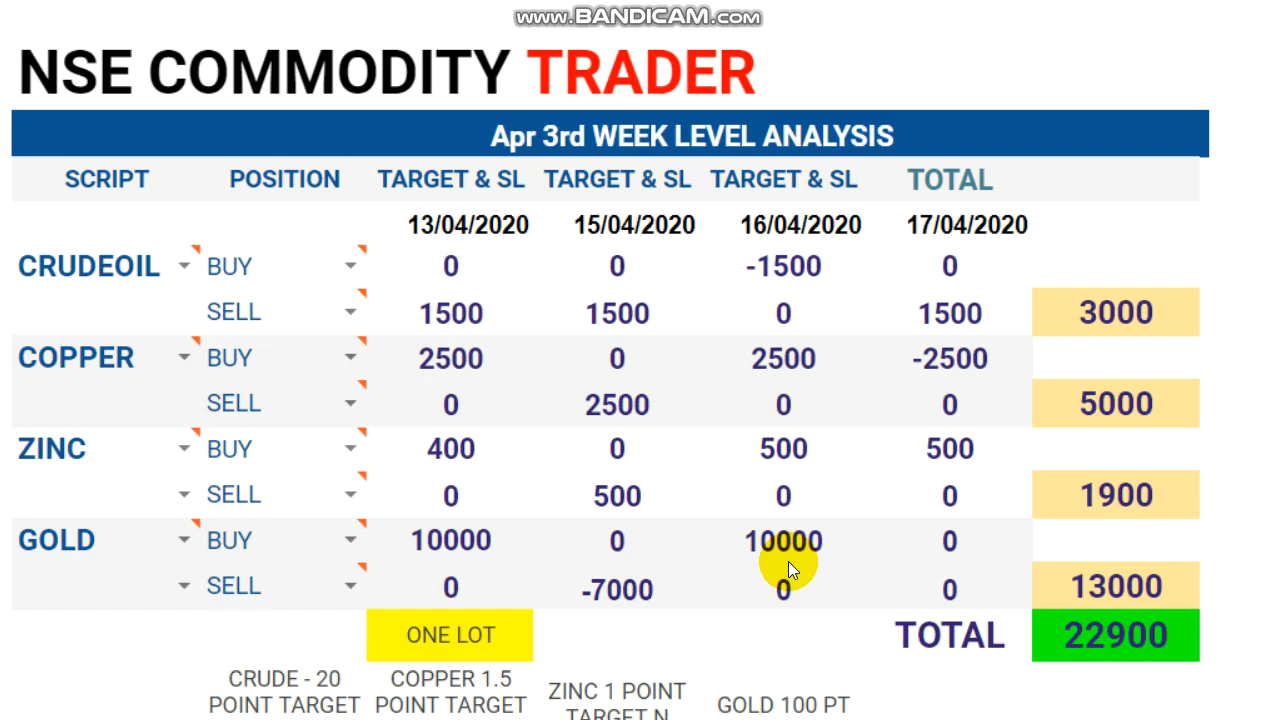 www.BANDICAM.com
NSE COMMODITY TRADER
Apr 3rd WEEK LEVEL ANALYSIS
SCRIPT POSITION TARGET & SL TARGET & SL TARGET & SL TOTAL
13/04/2020 15/04/2020 16/04/2020 17/04/2020
CRUDEOIL BUY 0 0 -1500 0
SELL 1500 1500 0 1500 3000
COPPER BUY 2500 0 2500 -2500
SELL 0 2500 0 0 5000
ZINC BUY 400 0 500 500
SELL 0 500 0 0 1900
GOLD BUY 10000 0 10000 0
SELL 0 -7000 0 0 13000
ONE LOT TOTAL 22900
CRUDE - 20 COPPER 1.5 ZINC 1 POINT
POINT TARGET POINT TARGET TARGET N GOLD 100 PT